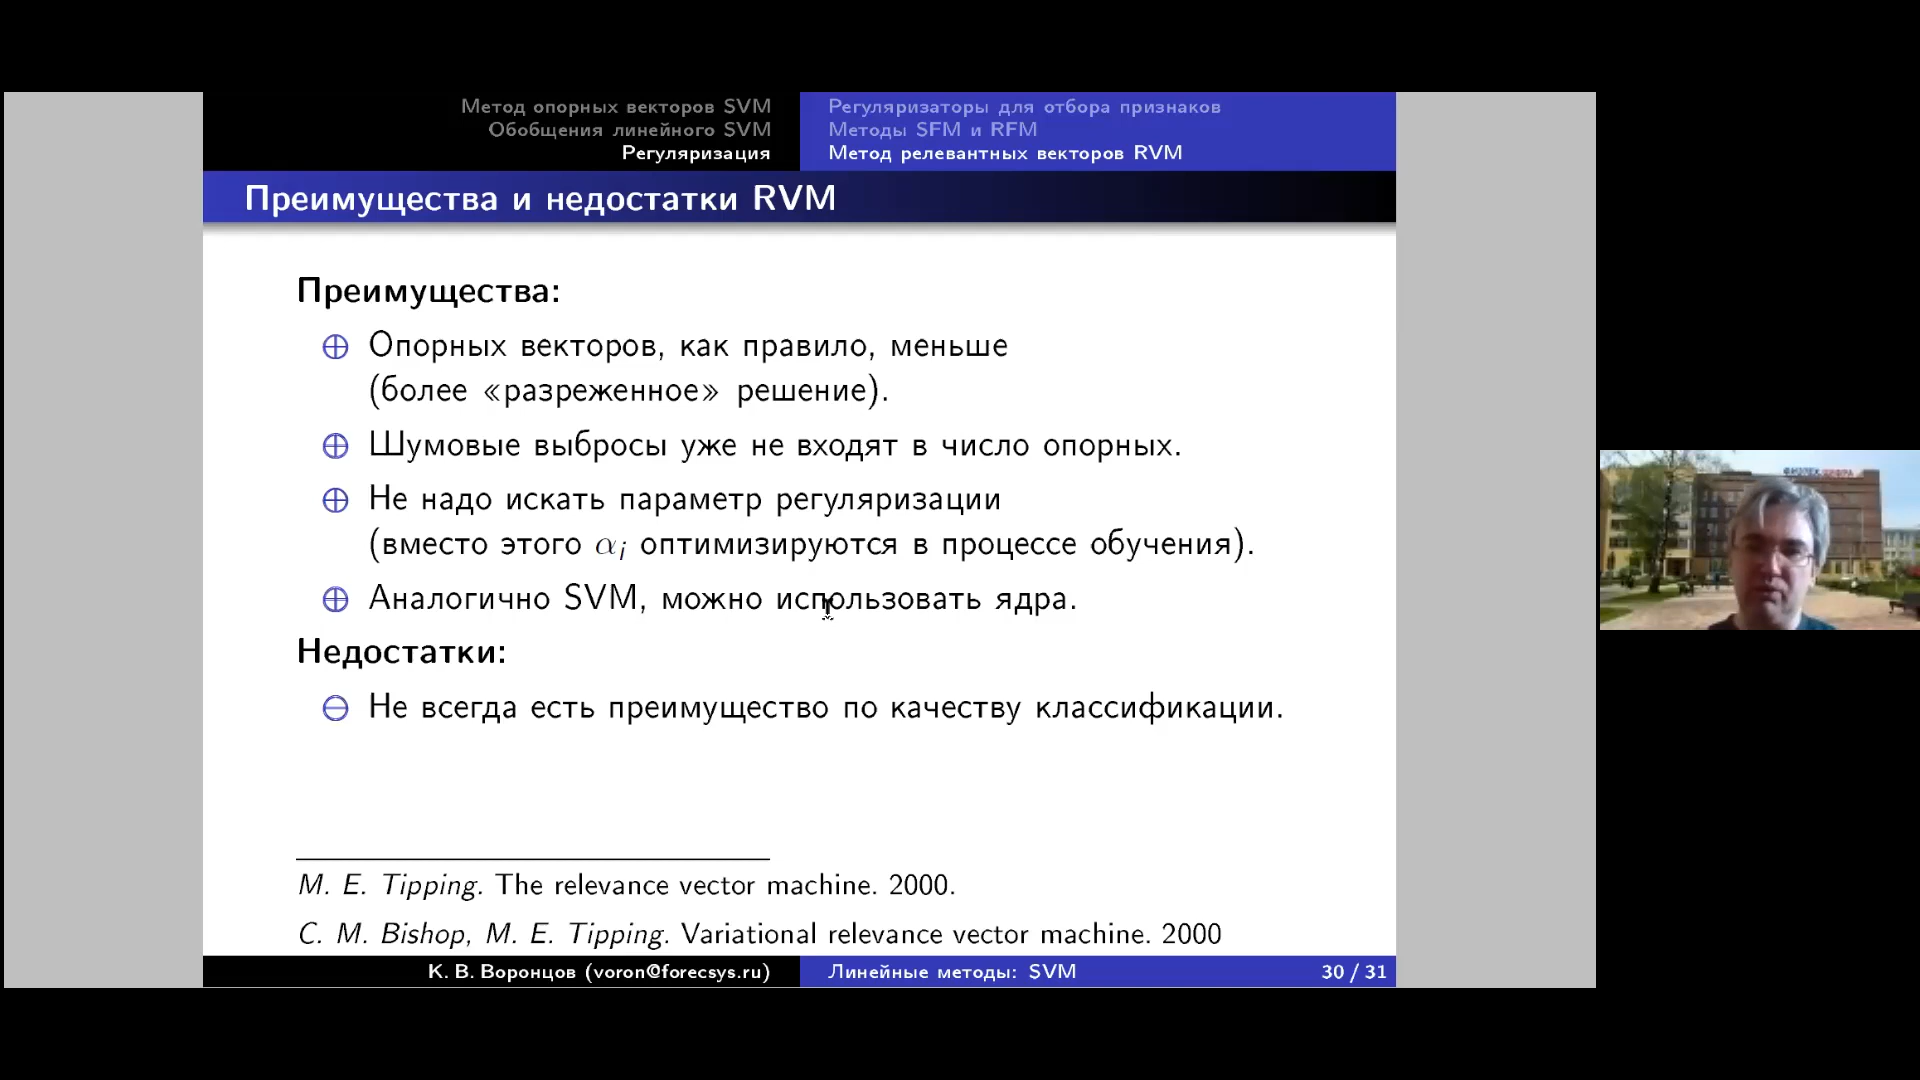 Метод опорных векторов SVM
Обобщения линейного SVM
Регуляризация
Регуляризаторы для отбора признаков
Методы SFM и RFM
Метод релевантных векторов RVM
Преимущества и недостатки RVM
Преимущества:
⊕ Опорных векторов, как правило, меньше
(более «разреженное» решение).
⊕ Шумовые выбросы уже не входят в число опорных.
⊕ Не надо искать параметр регуляризации
(вместо этого αᵢ оптимизируются в процессе обучения).
⊕ Аналогично SVM, можно использовать ядра.
Недостатки:
⊖ Не всегда есть преимущество по качеству классификации.
M. E. Tipping. The relevance vector machine. 2000.
C. M. Bishop, M. E. Tipping. Variational relevance vector machine. 2000
К. В. Воронцов (voron@forecsys.ru)
Линейные методы: SVM
30 / 31